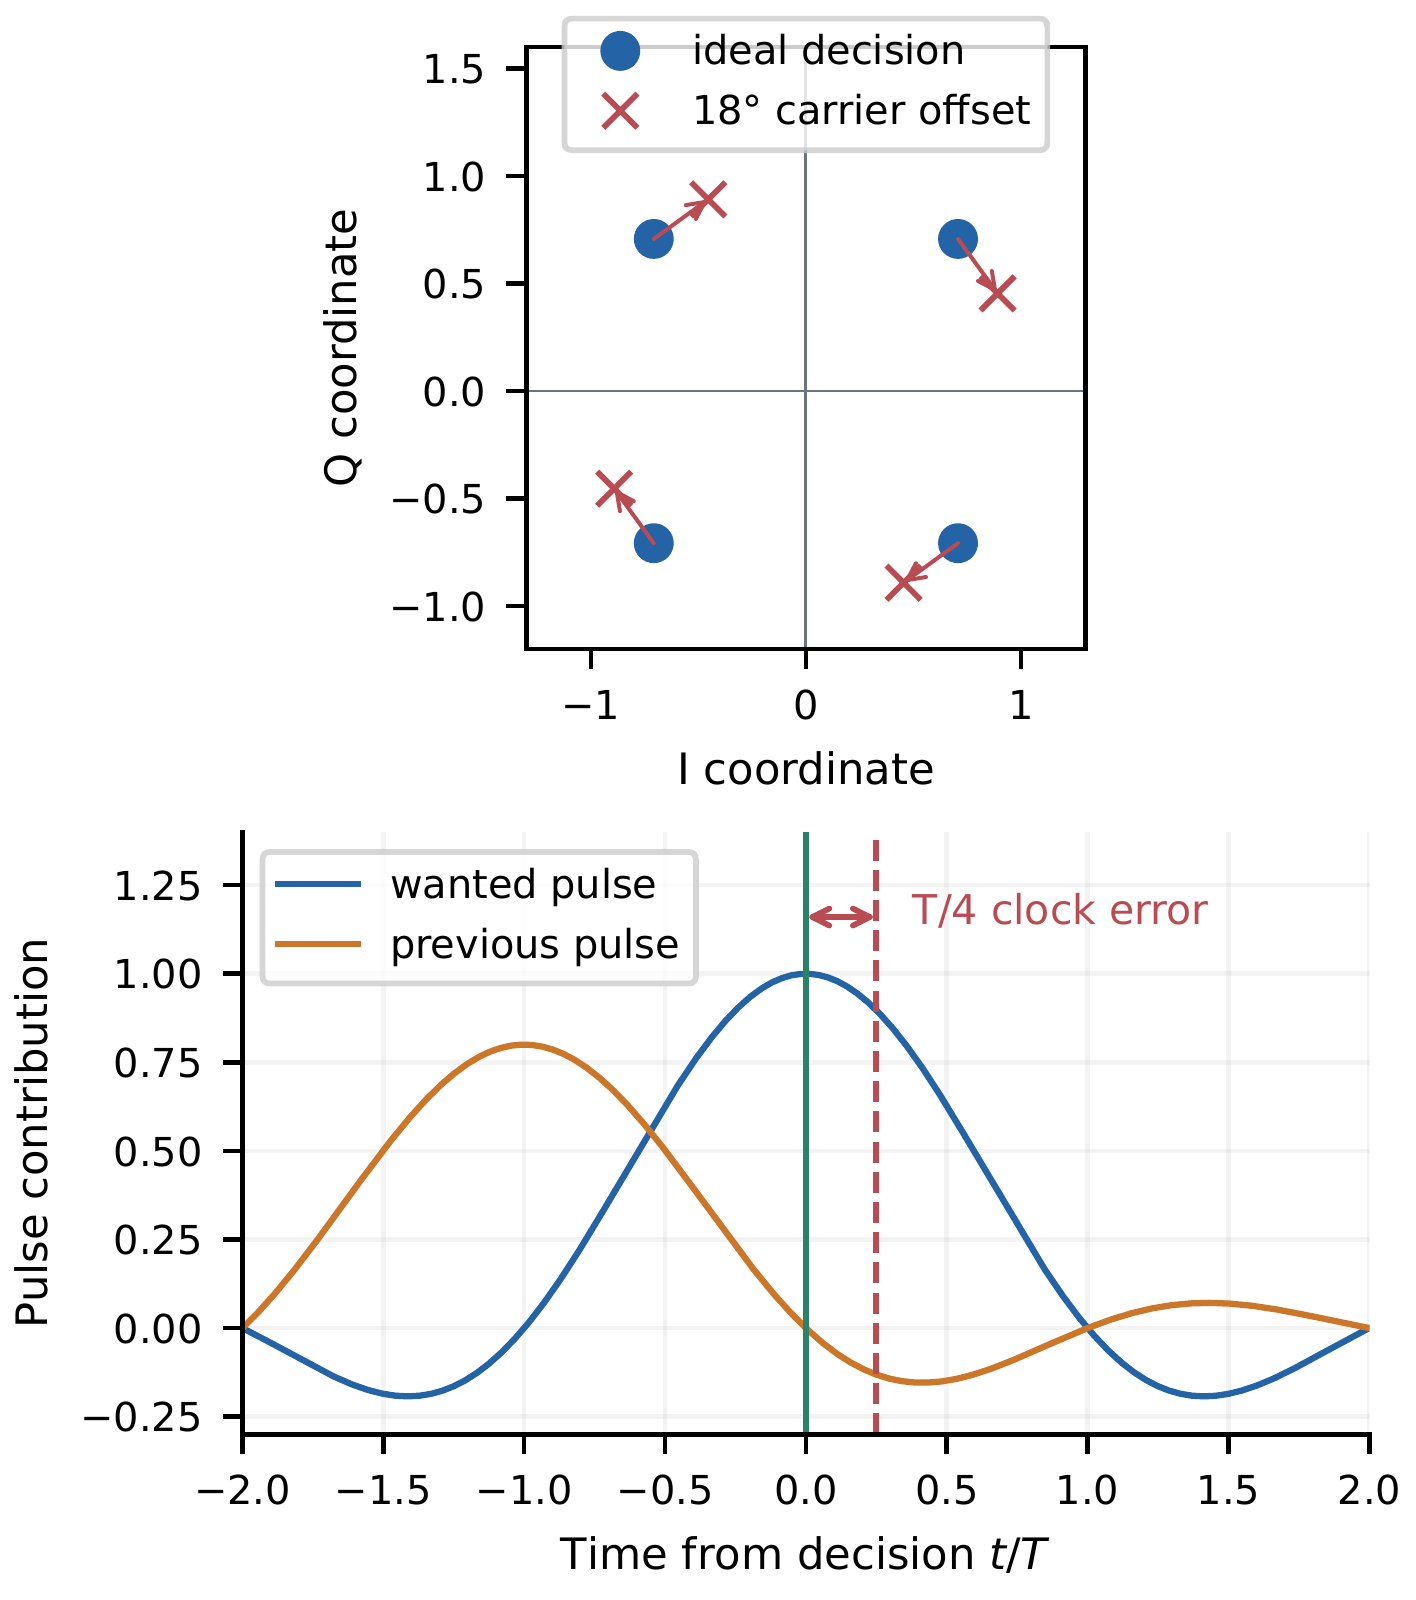 ideal decision
18° carrier offset
1.5
1.0
0.5
0.0
−0.5
−1.0
Q coordinate
−1 0 1
I coordinate
wanted pulse
previous pulse
T/4 clock error
1.25
1.00
0.75
0.50
0.25
0.00
−0.25
Pulse contribution
−2.0 −1.5 −1.0 −0.5 0.0 0.5 1.0 1.5 2.0
Time from decision t/T